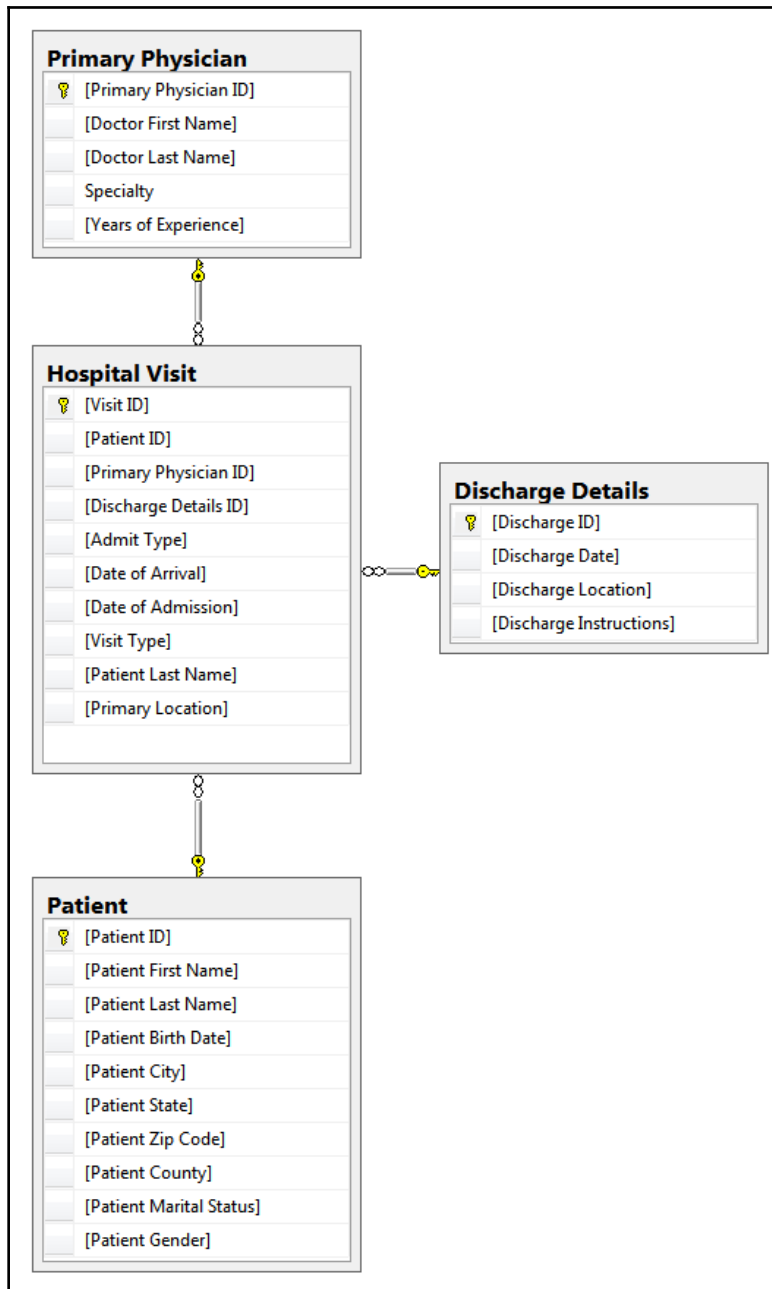 Primary Physician
[Primary Physician ID]
[Doctor First Name]
[Doctor Last Name]
Specialty
[Years of Experience]
Hospital Visit
[Visit ID]
[Patient ID]
[Primary Physician ID]
[Discharge Details ID]
[Admit Type]
[Date of Arrival]
[Date of Admission]
[Visit Type]
[Patient Last Name]
[Primary Location]
Discharge Details
[Discharge ID]
[Discharge Date]
[Discharge Location]
[Discharge Instructions]
Patient
[Patient ID]
[Patient First Name]
[Patient Last Name]
[Patient Birth Date]
[Patient City]
[Patient State]
[Patient Zip Code]
[Patient County]
[Patient Marital Status]
[Patient Gender]